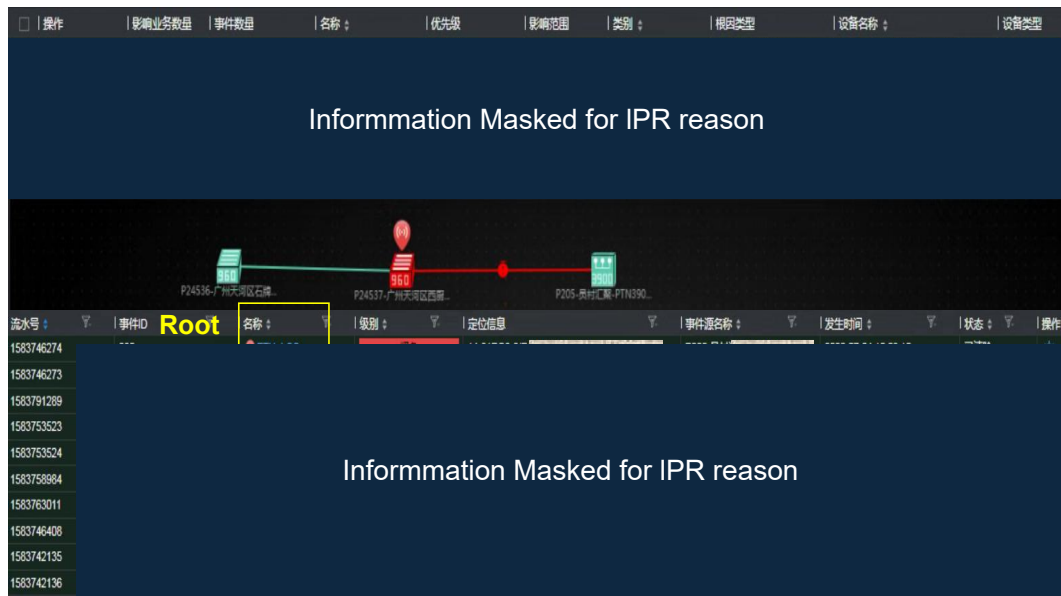 操作 影响业务数量 事件数量 名称 优先级 影响范围 类别 根因类型 设备名称 设备类型
Informmation Masked for IPR reason
960 960 3900
P24536-广州天河区石牌...
P24537-广州天河区西... P205-员村汇聚-PTN390...
流水号 事件ID Root 名称 级别 定位信息 事件源名称 发生时间 状态 操作
1583746274
1583746273
1583791289
1583753523
1583753524
Informmation Masked for IPR reason
1583758984
1583763011
1583746408
1583742135
1583742136